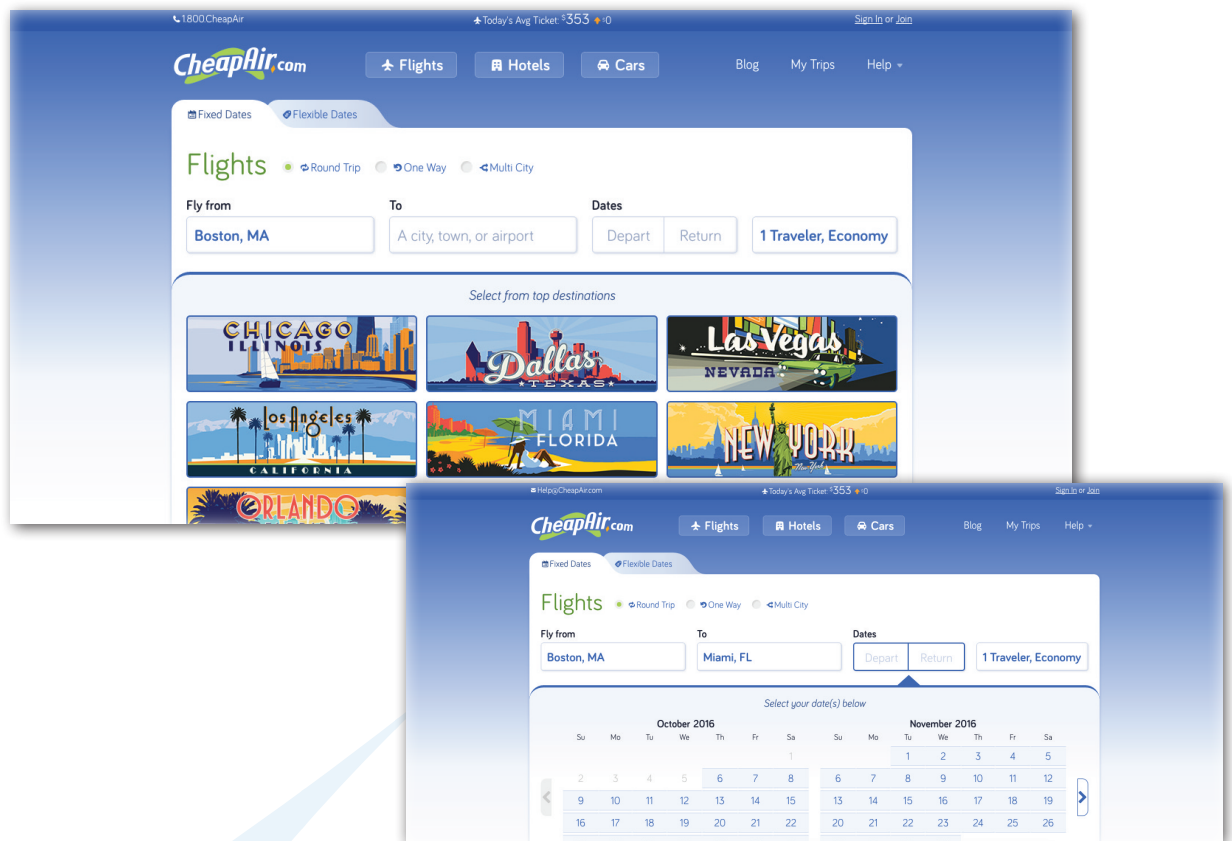 1800CheapAir Today's Avg Ticket: $353 $0 Sign In or Join
CheapAir.com Flights Hotels Cars Blog My Trips Help
Fixed Dates Flexible Dates
Flights Round Trip One Way Multi City
Fly from To Dates
Boston, MA A city, town, or airport Depart Return 1 Traveler, Economy
Select from top destinations
CHICAGO
ILLINOIS
Dallas
TEXAS
Las Vegas
NEVADA
Los Angeles
CALIFORNIA
MIAMI
FLORIDA
NEW YORK
New York
ORLANDO
Help@CheapAir.com Today's Avg Ticket: $353 $0 Sign In or Join
CheapAir.com Flights Hotels Cars Blog My Trips Help
Fixed Dates Flexible Dates
Flights Round Trip One Way Multi City
Fly from To Dates
Boston, MA Miami, FL Depart Return 1 Traveler, Economy
Select your date(s) below
October 2016 November 2016
Su Mo Tu We Th Fr Sa Su Mo Tu We Th Fr Sa
1 1 2 3 4 5
2 3 4 5 6 7 8 6 7 8 9 10 11 12
9 10 11 12 13 14 15 13 14 15 16 17 18 19
16 17 18 19 20 21 22 20 21 22 23 24 25 26